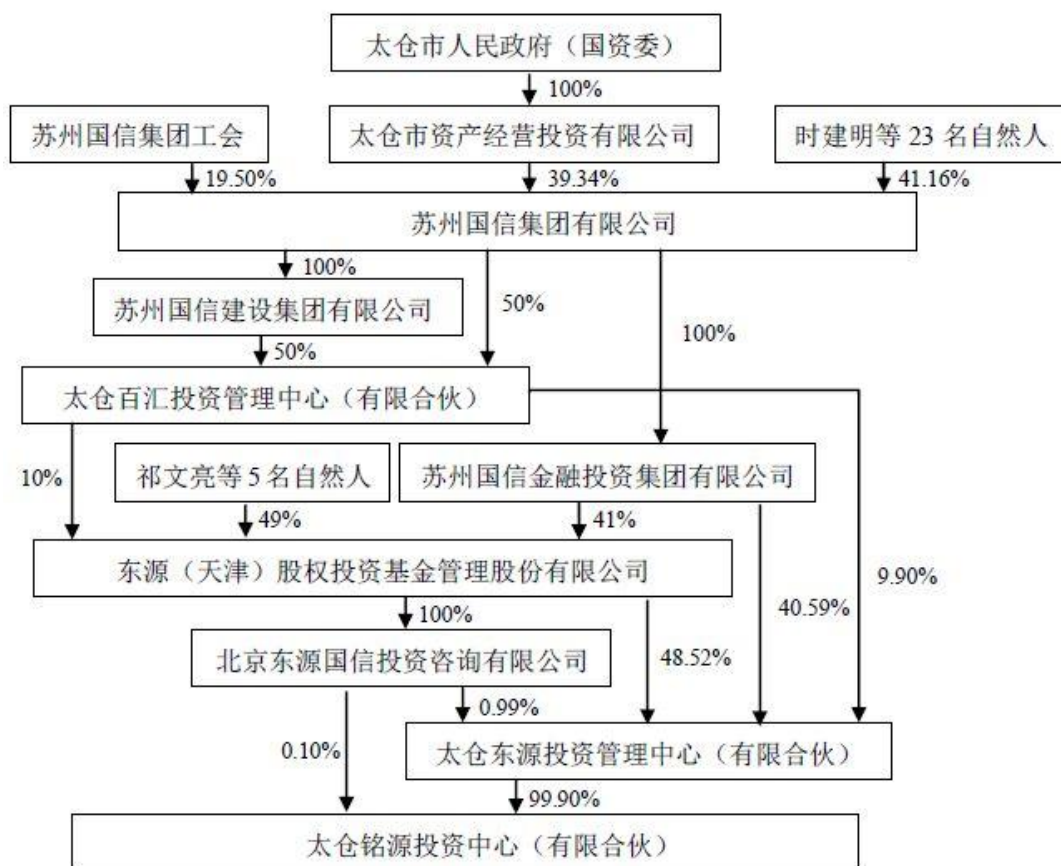 太仓市人民政府（国资委）
100%
苏州国信集团工会
太仓市资产经营投资有限公司
时建明等 23 名自然人
19.50%
39.34%
41.16%
苏州国信集团有限公司
100%
苏州国信建设集团有限公司
50%
100%
50%
太仓百汇投资管理中心（有限合伙）
10%
祁文亮等 5 名自然人
苏州国信金融投资集团有限公司
49%
41%
东源（天津）股权投资基金管理股份有限公司
9.90%
40.59%
100%
北京东源国信投资咨询有限公司
48.52%
0.99%
0.10%
太仓东源投资管理中心（有限合伙）
99.90%
太仓铭源投资中心（有限合伙）